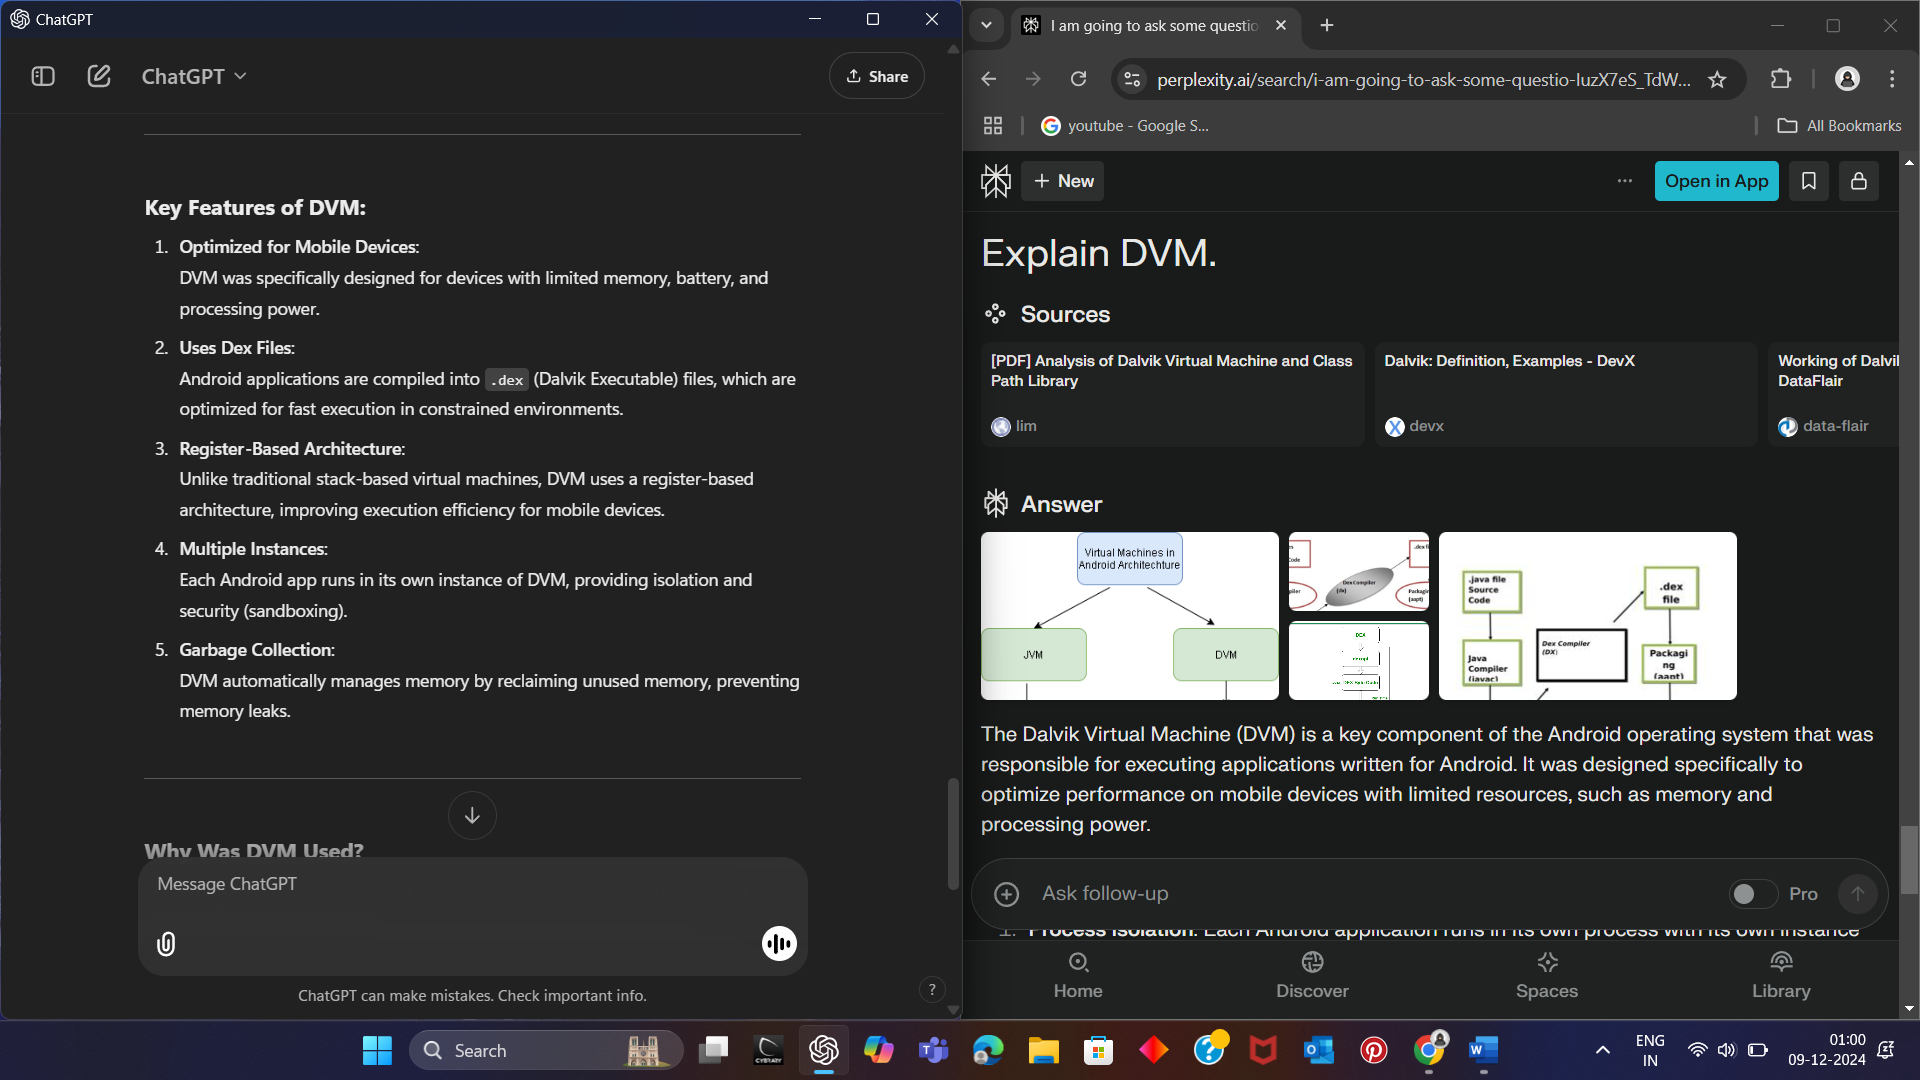 ChatGPT
ChatGPT
Share
Key Features of DVM:
1. Optimized for Mobile Devices:
DVM was specifically designed for devices with limited memory, battery, and
processing power.
2. Uses Dex Files:
Android applications are compiled into .dex (Dalvik Executable) files, which are
optimized for fast execution in constrained environments.
3. Register-Based Architecture:
Unlike traditional stack-based virtual machines, DVM uses a register-based
architecture, improving execution efficiency for mobile devices.
4. Multiple Instances:
Each Android app runs in its own instance of DVM, providing isolation and
security (sandboxing).
5. Garbage Collection:
DVM automatically manages memory by reclaiming unused memory, preventing
memory leaks.
Why Was DVM Used?
Message ChatGPT
ChatGPT can make mistakes. Check important info.
?
I am going to ask some questio
perplexity.ai/search/i-am-going-to-ask-some-questio-luzX7eS_TdW...
youtube - Google S...
All Bookmarks
New
Open in App
Explain DVM.
Sources
[PDF] Analysis of Dalvik Virtual Machine and Class
Path Library
lim
Dalvik: Definition, Examples - DevX
devx
Working of Dalvi
DataFlair
data-flair
Answer
Virtual Machines in
Android Architechture
JVM
DVM
Dex Compiler
(dx)
.java file
Source
Code
Java
Compiler
(javac)
Dex Compiler
(DX)
.dex
file
Packagi
ng
(aapt)
The Dalvik Virtual Machine (DVM) is a key component of the Android operating system that was
responsible for executing applications written for Android. It was designed specifically to
optimize performance on mobile devices with limited resources, such as memory and
processing power.
Ask follow-up
Pro
1. Process Isolation: Each Android application runs in its own process with its own instance
Home
Discover
Spaces
Library
Search
ENG
IN
01:00
09-12-2024